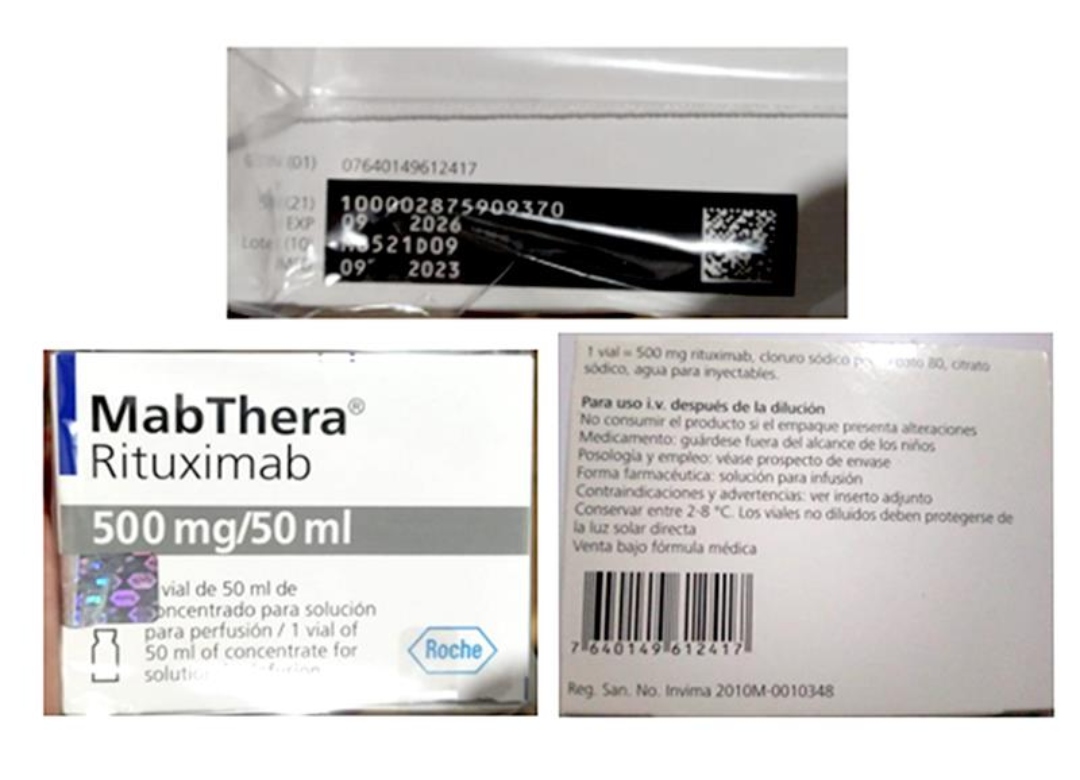 (01) 07640149612417
(21) 100002875909370
EXP 09 2026
Lote (10) 521D09
09 2023
MabThera®
Rituximab
500 mg/50 ml
vial de 50 ml de
concentrado para solución
para perfusión / 1 vial of
50 ml of concentrate for
Roche
1 vial = 500 mg rituximab, cloruro sódico 80, citrato
sódico, agua para inyectables.
Para uso i.v. después de la dilución
No consumir el producto si el empaque presenta alteraciones
Medicamento: guárdese fuera del alcance de los niños
Posología y empleo: véase prospecto de envase
Forma farmacéutica: solución para infusión
Contraindicaciones y advertencias: ver inserto adjunto
Conservar entre 2-8 °C. Los viales no diluidos deben protegerse de
la luz solar directa
Venta bajo fórmula médica
7 640149 612417
Reg. San. No. Invima 2010M-0010348